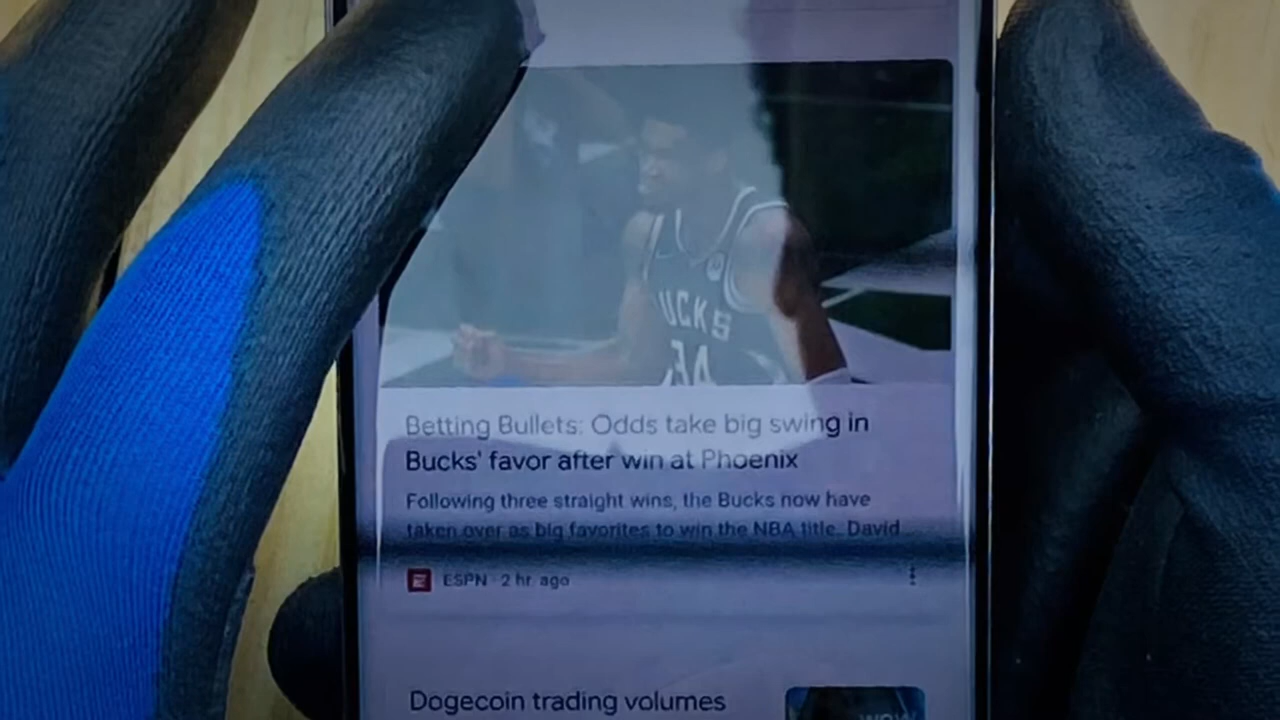 BUCKS
34
Betting Bullets: Odds take big swing in
Bucks' favor after win at Phoenix
Following three straight wins, the Bucks now have
taken over as big favorites to win the NBA title. David
ESPN · 2 hr. ago
Dogecoin trading volumes
WOW